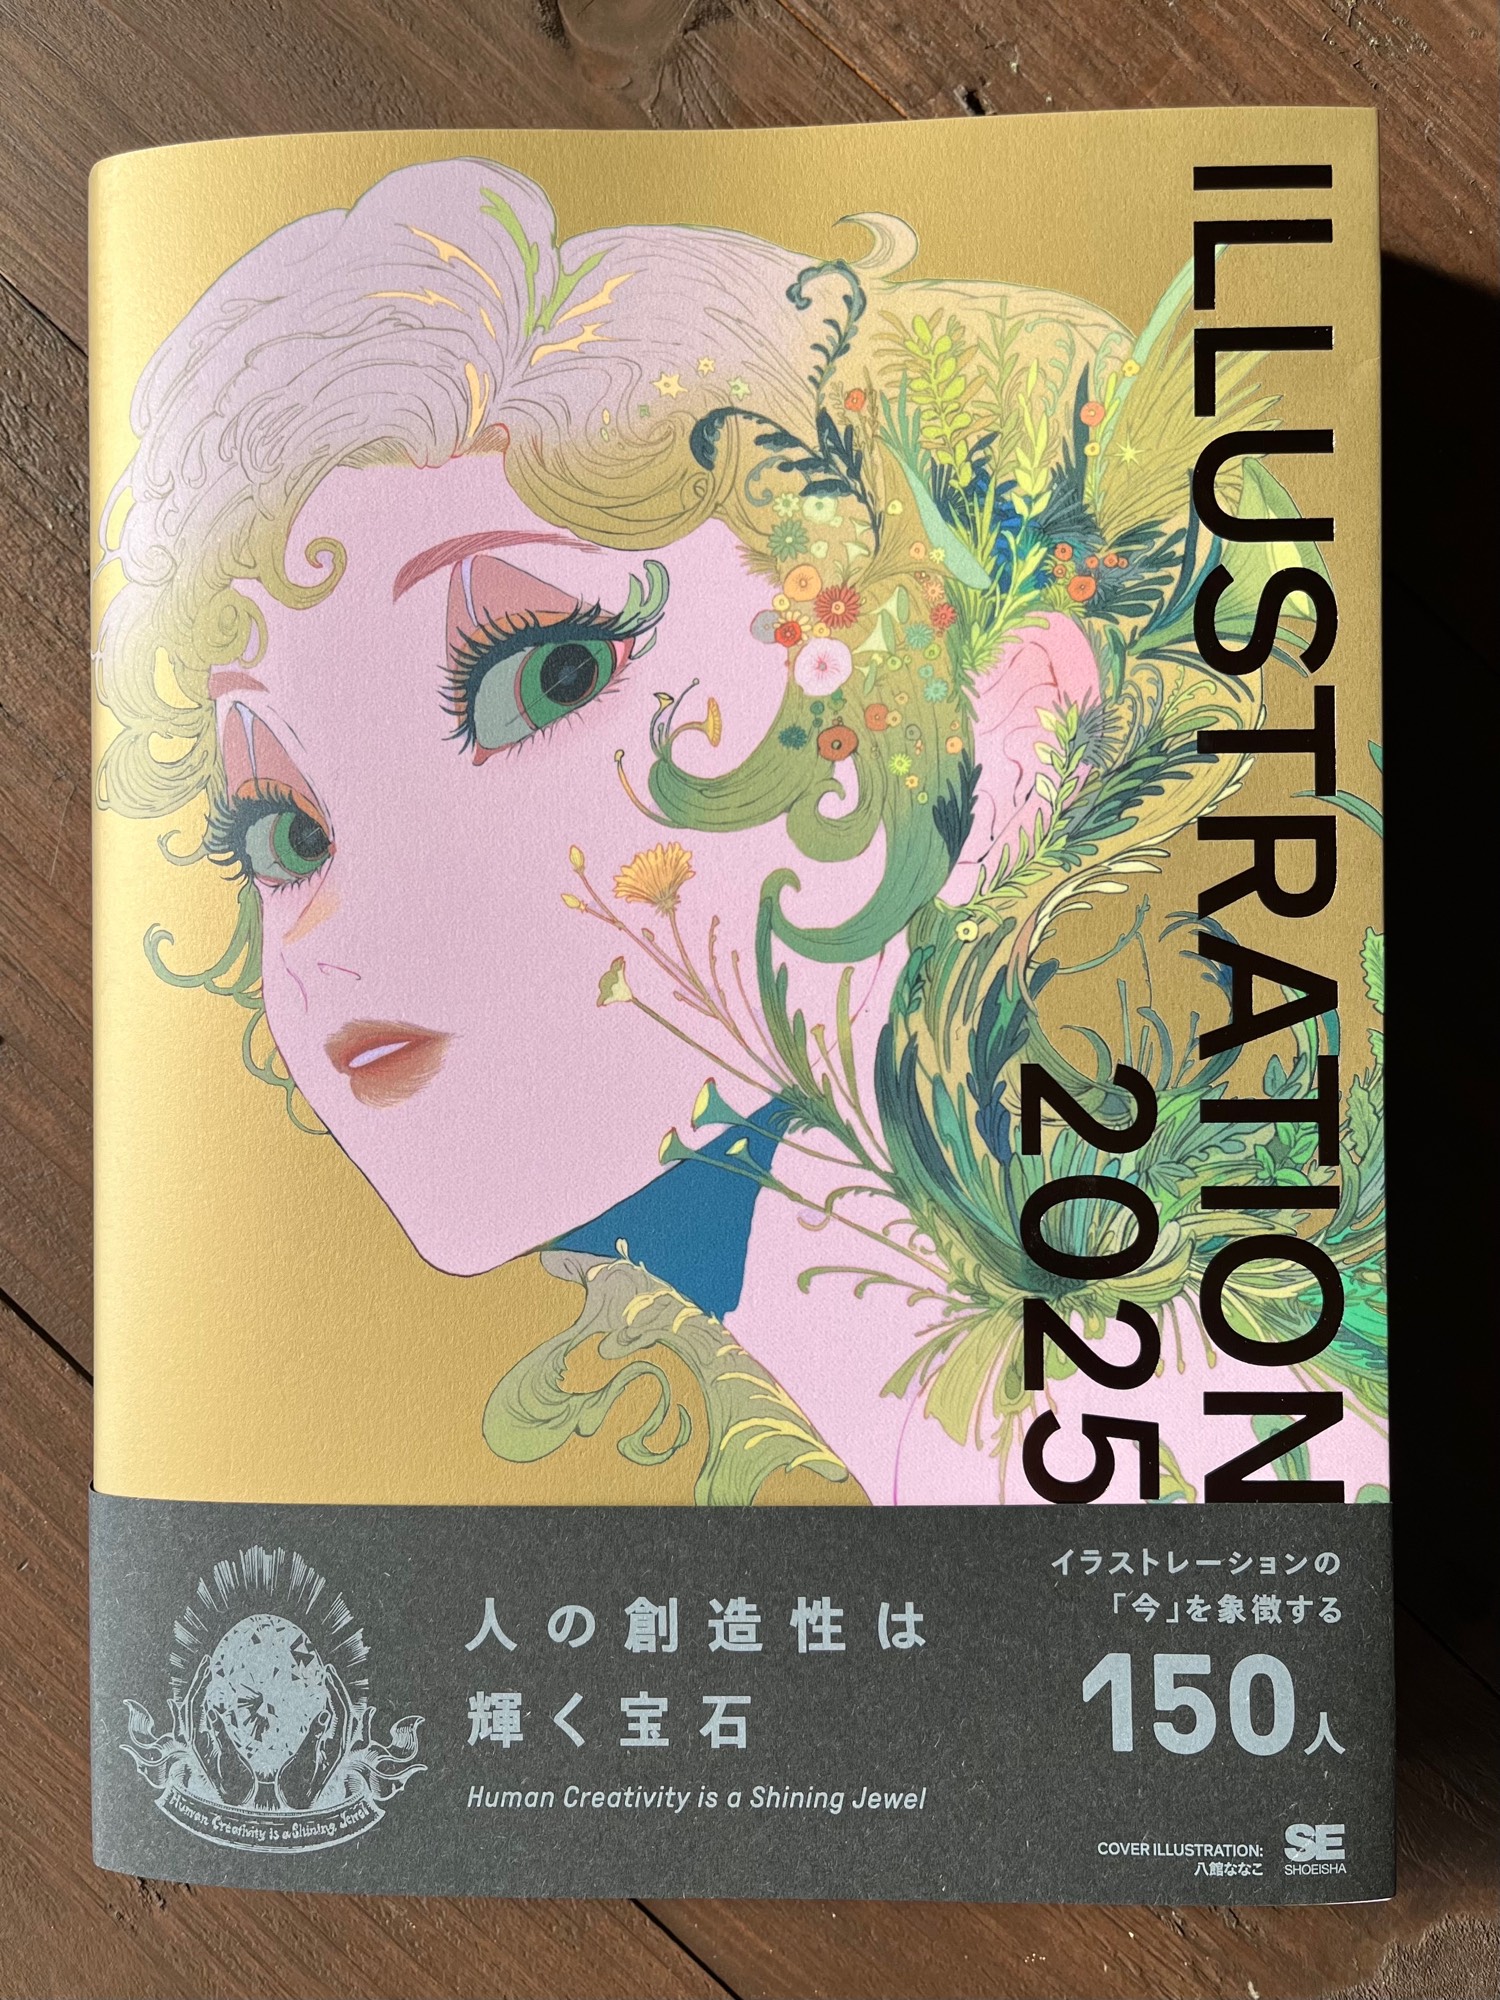 ILLUSTRATION
2025
人の創造性は
輝く宝石
Human Creativity is a Shining Jewel
Human Creativity is a Shining Jewel
イラストレーションの
「今」を象徴する
150人
COVER ILLUSTRATION:
八館ななこ
SE
SHOEISHA